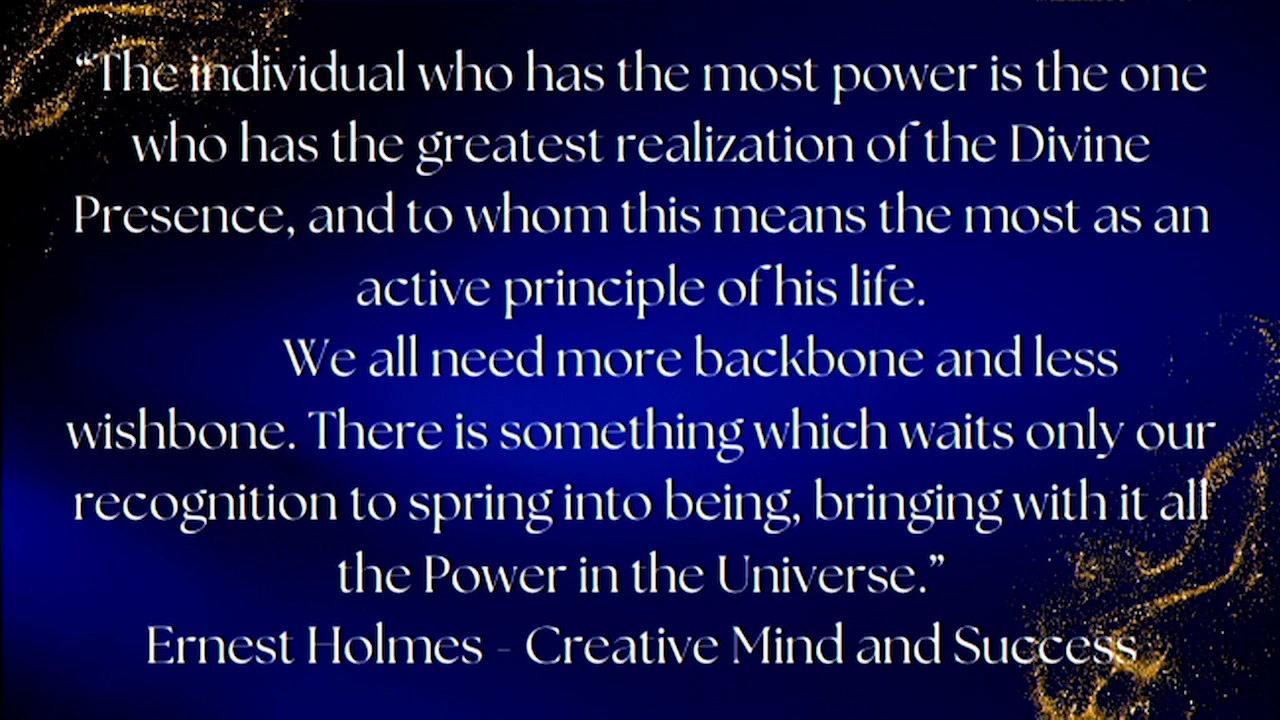 “The individual who has the most power is the one
who has the greatest realization of the Divine
Presence, and to whom this means the most as an
active principle of his life.
We all need more backbone and less
wishbone. There is something which waits only our
recognition to spring into being, bringing with it all
the Power in the Universe.”
Ernest Holmes - Creative Mind and Success